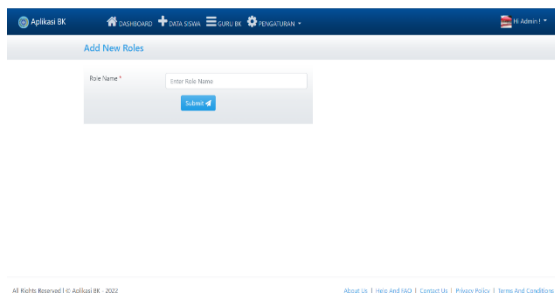 Aplikasi BK DASHBOARD DATA SISWA GURU BK PENGATURAN Hi Admin !
Add New Roles
Role Name * Enter Role Name
Submit
All Rights Reserved | © Aplikasi BK - 2022 About Us | Help And FAQ | Contact Us | Privacy Policy | Terms And Conditions